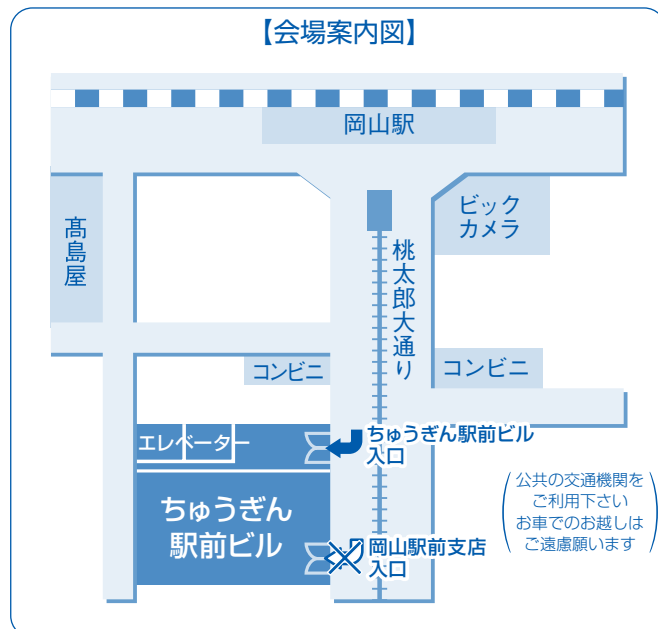 【会場案内図】
岡山駅
髙島屋
ビック
カメラ
桃太郎大通り
コンビニ
コンビニ
エレベーター
ちゅうぎん駅前ビル
入口
ちゅうぎん
駅前ビル
岡山駅前支店
入口
公共の交通機関を
ご利用下さい
お車でのお越しは
ご遠慮願います